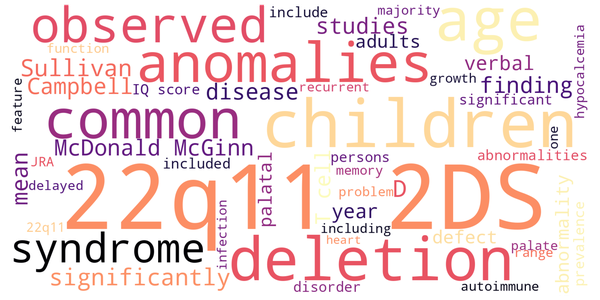 observed
include
majority
age
studies
adults
function
anomalies
Sullivan
verbal
Campbell
IQ score
disease
recurrent
growth
finding
significant
hypocalcemia
feature
common
children
one
McDonald McGinn
JRA
included
persons
abnormalities
mean
delayed
palatal
T cell
memory
problem
D
22q11 2DS
year
including
abnormality
prevalence
22q11
infection
syndrome
deletion
heart
defect
palate
range
significantly
disorder
autoimmune